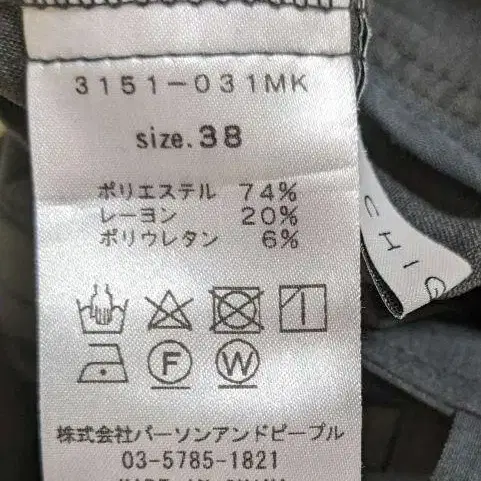 3151-031MK
size.38
ポリエステル 74%
レーヨン 20%
ポリウレタン 6%
F W
株式会社パーソンアンドピープル
03-5785-1821
CHIG